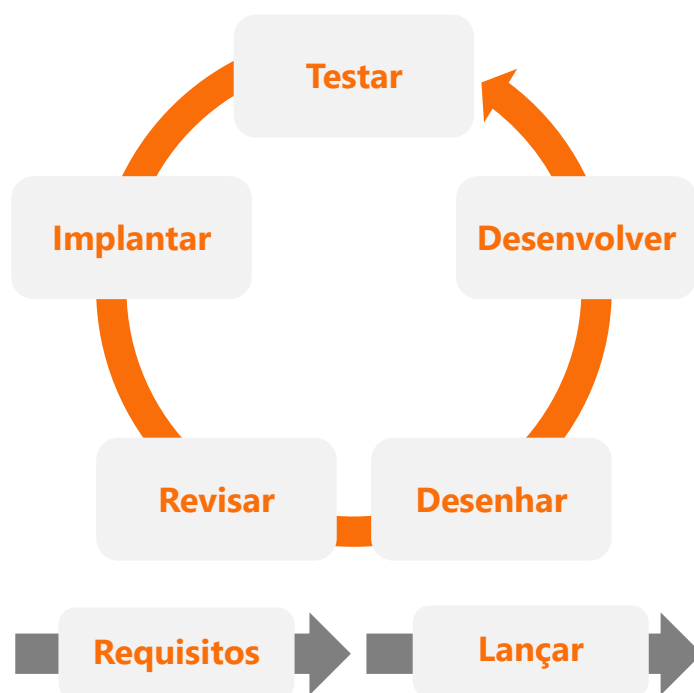 Testar
Implantar
Desenvolver
Revisar
Desenhar
Requisitos
Lançar